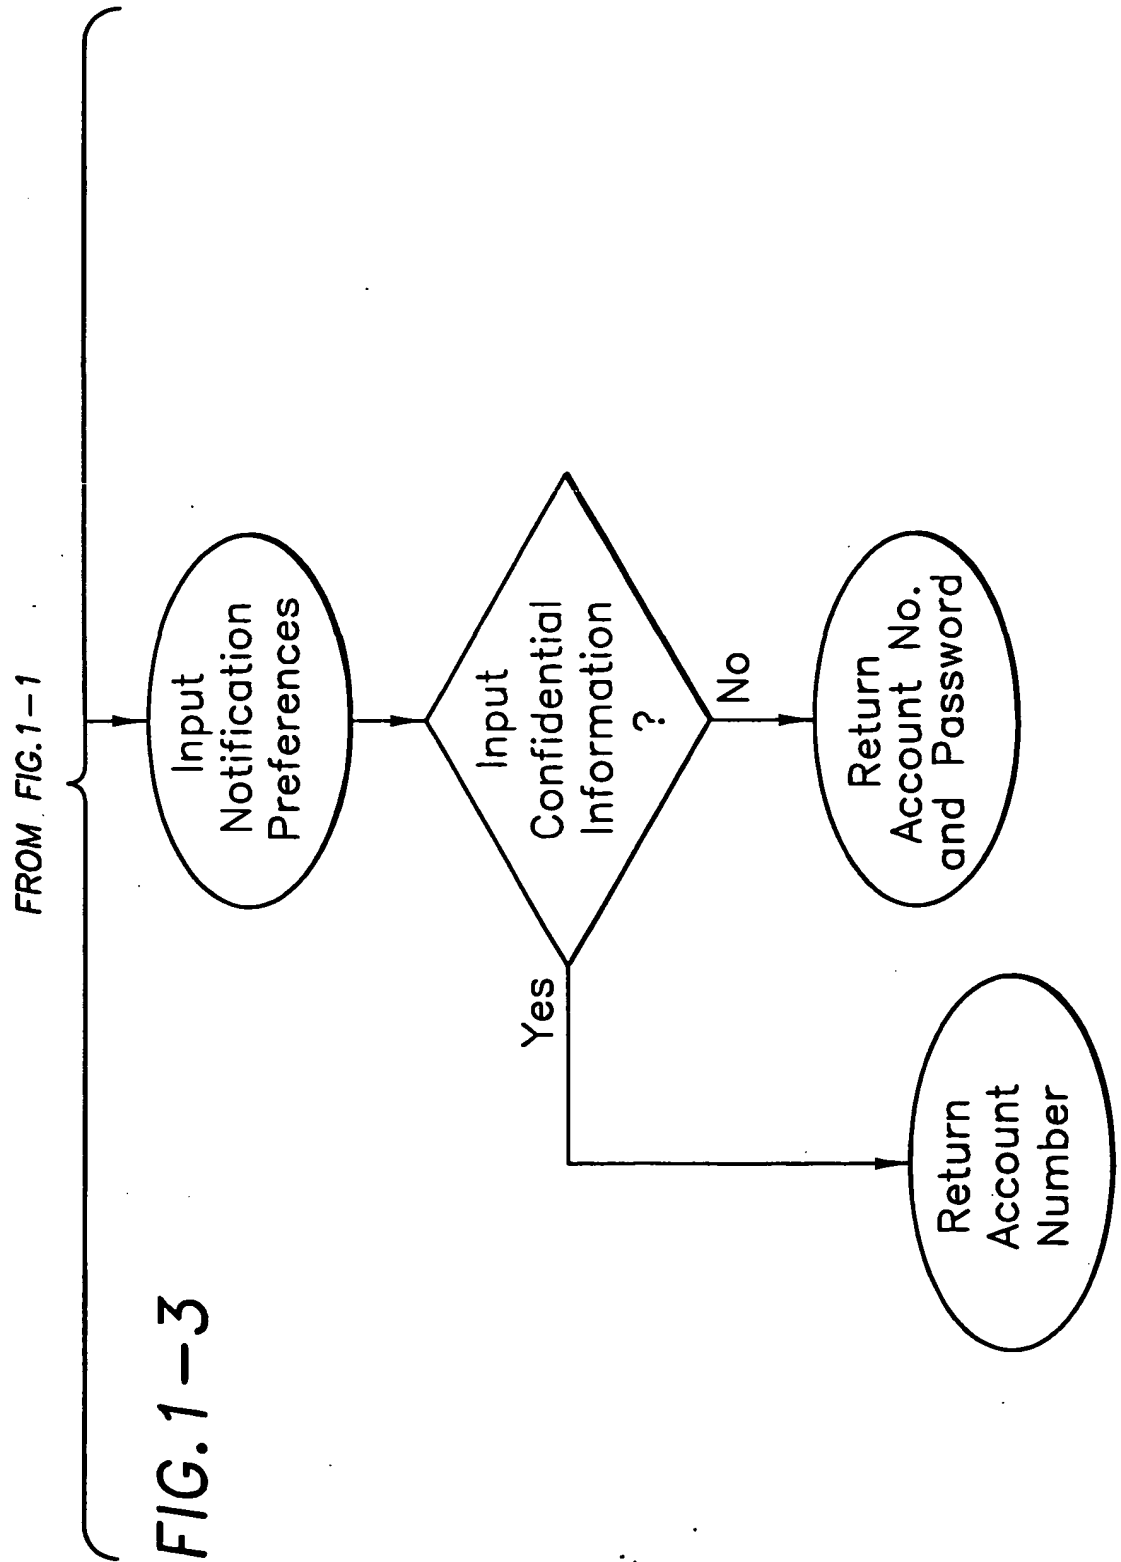 FROM FIG.1-1
Input
Notification
Preferences
Input
Confidential
Information
?
Yes
No
Return
Account No.
and Password
Return
Account
Number
FIG.1-3